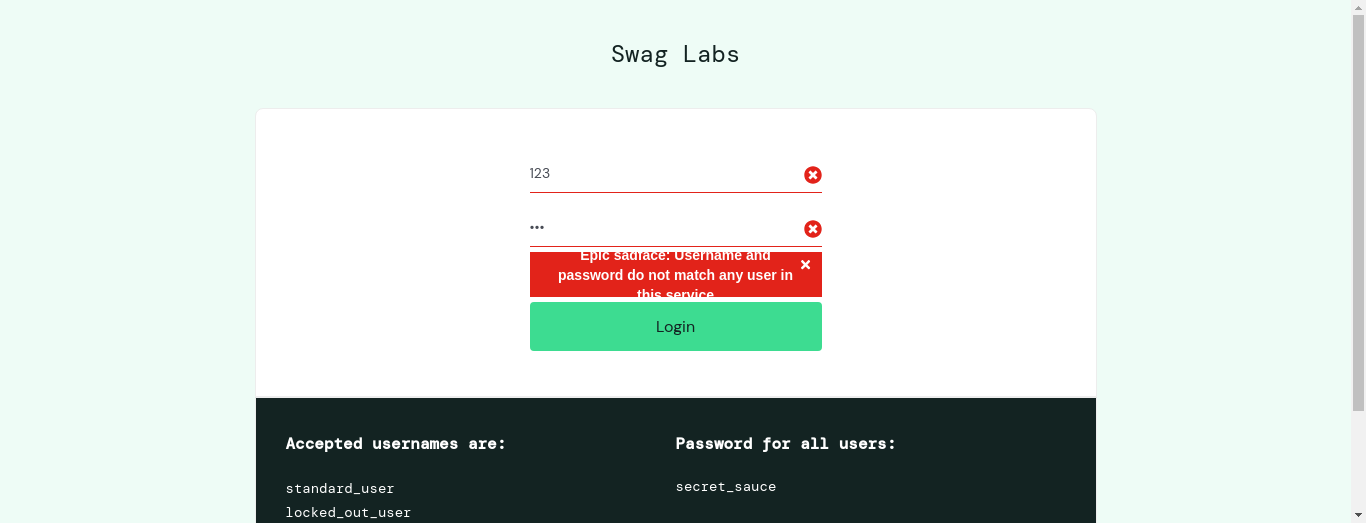 Swag Labs
123
•••
Epic sadface: Username and
password do not match any user in
this service
Login
Accepted usernames are:
Password for all users:
standard_user
secret_sauce
locked_out_user